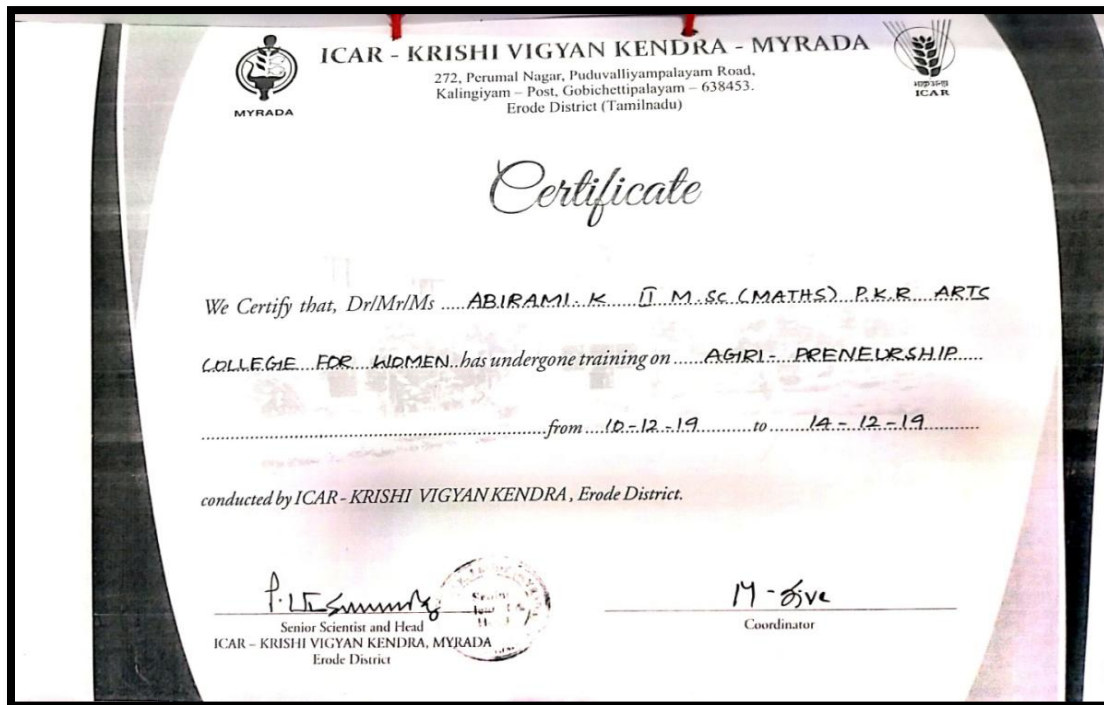 ICAR - KRISHI VIGYAN KENDRA - MYRADA
272, Perumal Nagar, Puduvalliyampalayam Road,
Kalingiyam – Post, Gobichettipalayam – 638453.
Erode District (Tamilnadu)
MYRADA
ICAR
Certificate
We Certify that, Dr/Mr/Ms .... ABIRAMI. K II M.SC (MATHS) P.K.R ARTS
COLLEGE FOR WOMEN has undergone training on .... AGIRI- PRENEURSHIP
from 10-12-19 to 14-12-19
conducted by ICAR - KRISHI VIGYAN KENDRA , Erode District.
Senior Scientist and Head
ICAR – KRISHI VIGYAN KENDRA, MYRADA
Erode District
Coordinator